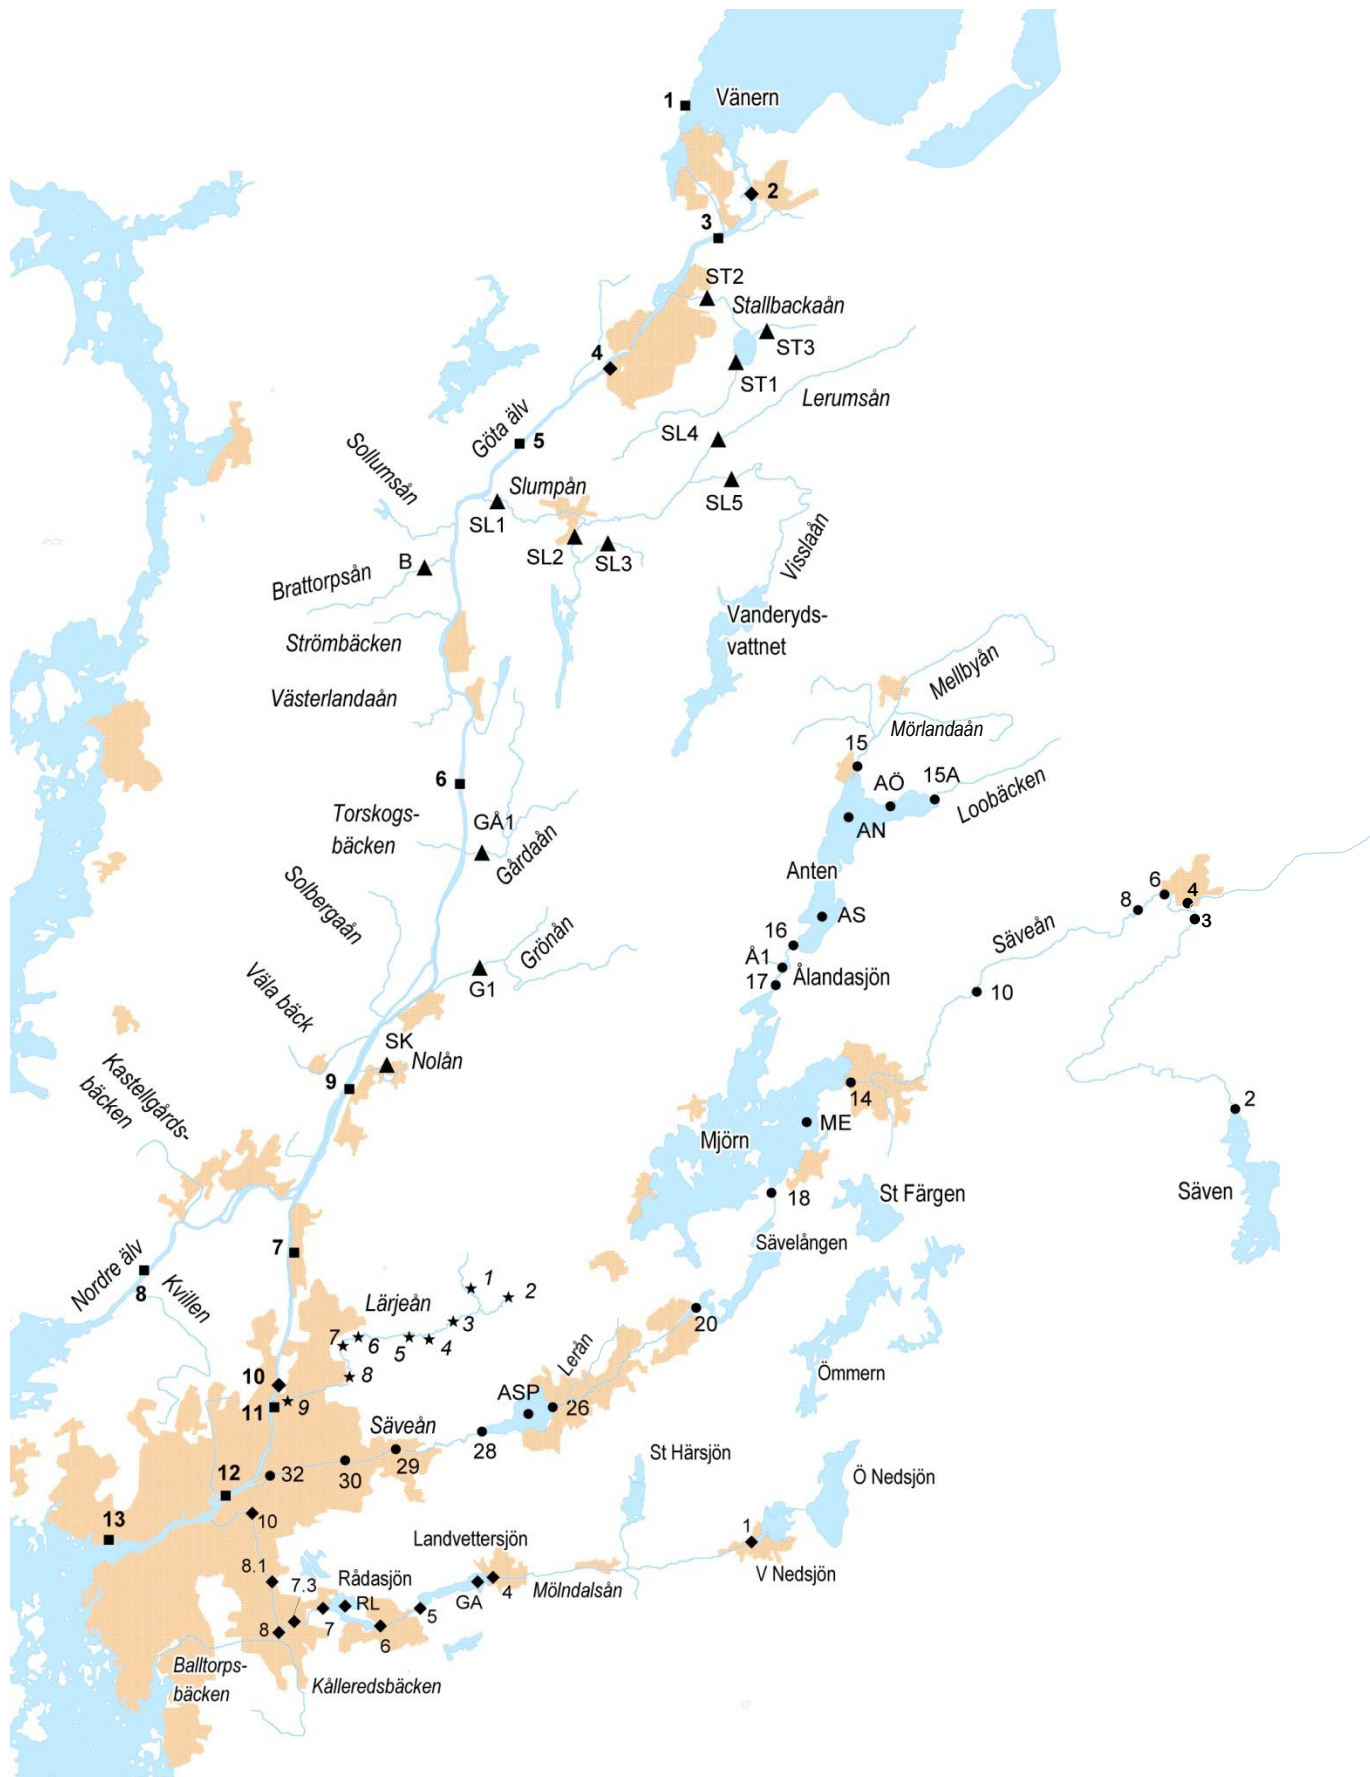 1
Vänern
2
3
ST2
Stallbackaån
ST3
4
ST1
Lerumsån
Göta älv
SL4
5
Sollumsån
Slumpån
SL5
SL1
SL2
SL3
B
Visslaån
Brattorpsån
Vanderyds-
vattnet
Strömbäcken
Mellbyån
Västerlandaån
Mörlandaån
15
6
AÖ
15A
Loobäcken
Torskogs-
bäcken
GÅ1
AN
Gårdaån
Anten
Solbergaån
6
4
8
3
AS
Säveån
16
Grönån
Å1
Ålandasjön
G1
17
10
Väla bäck
SK
Nolån
Kastellgårds-
bäcken
9
14
2
ME
Mjörn
18
St Färgen
Säven
Sävelången
7
Nordre älv
8
Kvillen
1
2
Lärjeån
3
7
6
5
4
20
Lerån
8
Ömmern
10
9
11
ASP
26
Säveån
28
29
St Härsjön
32
30
Ö Nedsjön
12
13
10
1
Landvettersjön
V Nedsjön
8.1
7.3
Rådasjön
RL
GA
4
Mölndalsån
5
7
8
6
Balltorps-
bäcken
Kålleredsbäcken